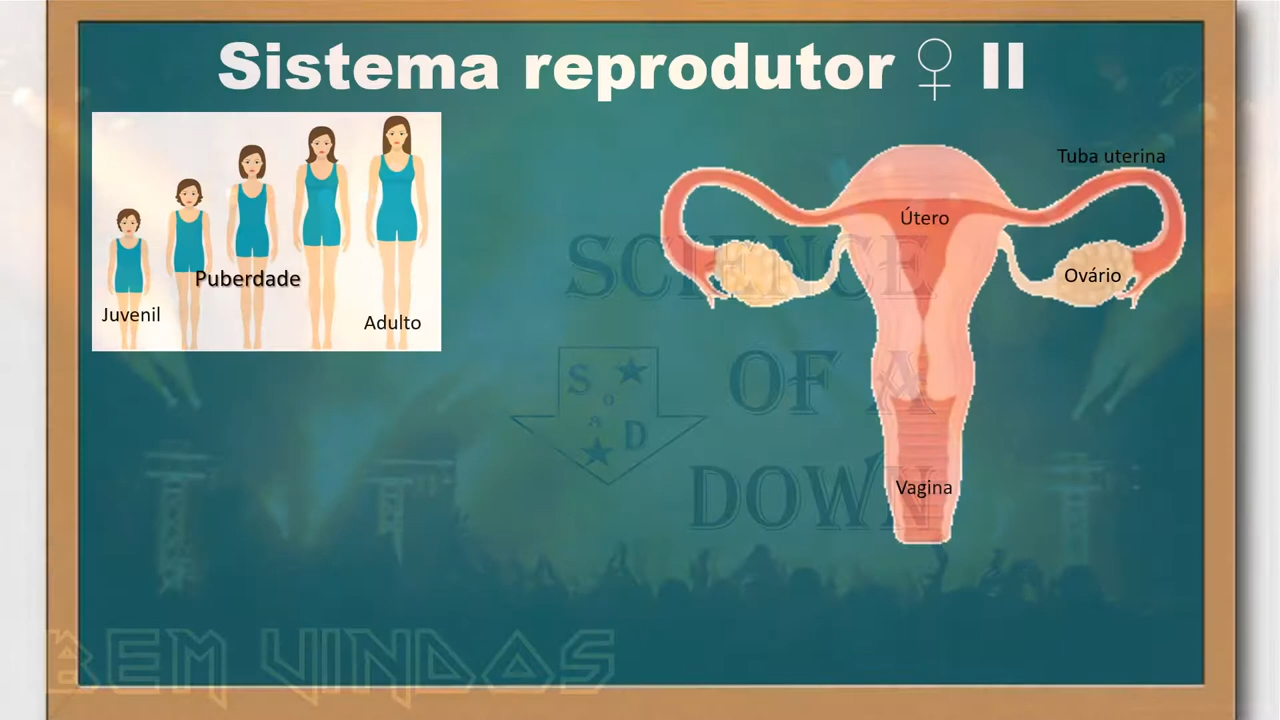 Sistema reprodutor ♀ II
Puberdade
Juvenil
Adulto
Tuba uterina
Útero
Ovário
Vagina
SCIENCE
OF A
DOWN
S
o
a
D
BEM VINDOS